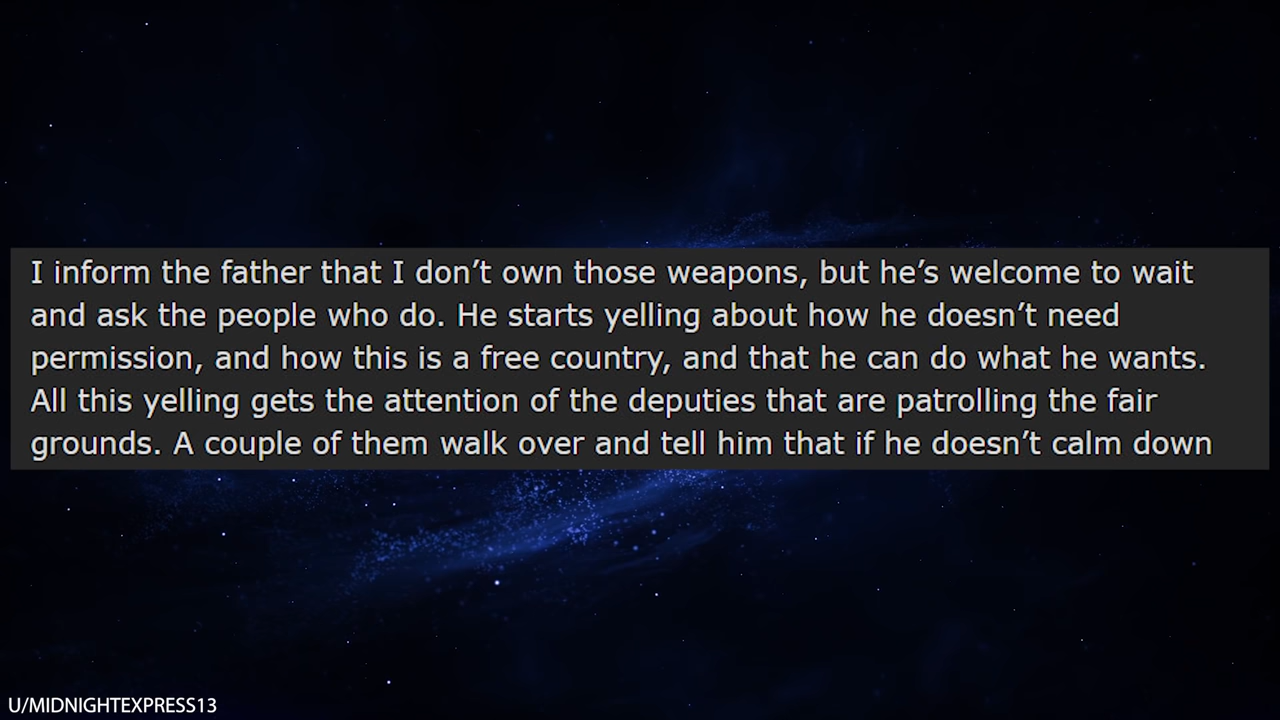 I inform the father that I don’t own those weapons, but he’s welcome to wait
and ask the people who do. He starts yelling about how he doesn’t need
permission, and how this is a free country, and that he can do what he wants.
All this yelling gets the attention of the deputies that are patrolling the fair
grounds. A couple of them walk over and tell him that if he doesn’t calm down
U/MIDNIGHTEXPRESS13